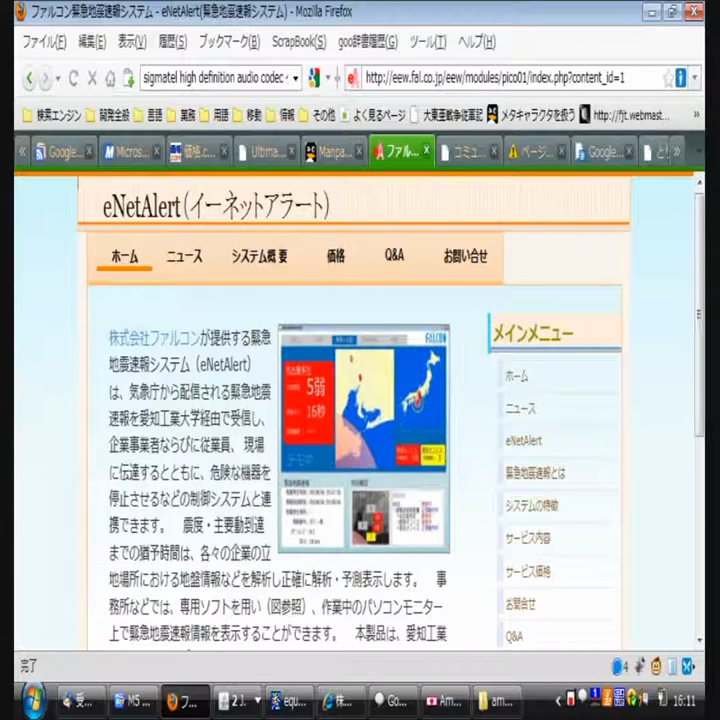 ファルコン緊急地震速報システム - eNetAlert(緊急地震速報システム) - Mozilla Firefox
ファイル(F) 編集(E) 表示(V) 履歴(S) ブックマーク(B) ScrapBook(S) goo辞書履歴(G) ツール(T) ヘルプ(H)
sigmatel high definition audio codec http://eew.fal.co.jp/eew/modules/pico01/index.php?content_id=1
検索エンジン 開発全般 言語 業務 用語 移動 情報 その他 よく見るページ 大東亜戦争従軍記 メタキャラクタを扱う http://fjt.webmast...
Google... Micros... 価格.c... Ultima... Manpa... ファル... コミュ... ページ... Google...
eNetAlert(イーネットアラート)
ホーム ニュース システム概要 価格 Q&A お問い合せ
株式会社ファルコンが提供する緊急
地震速報システム（eNetAlert）
は、気象庁から配信される緊急地震
速報を愛知工業大学経由で受信し、
企業事業者ならびに従業員、現場
に伝達するとともに、危険な機器を
停止させるなどの制御システムと連
携できます。 震度・主要動到達
までの猶予時間は、各々の企業の立
地場所における地盤情報などを解析し正確に解析・予測表示します。 事
務所などでは、専用ソフトを用い（図参照）、作業中のパソコンモニター
上で緊急地震速報情報を表示することができます。 本製品は、愛知工業
FALCON
5弱
16秒
メインメニュー
ホーム
ニュース
eNetAlert
緊急地震速報とは
システムの特徴
サービス内容
サービス価格
お問合せ
Q&A
完了
4
受... M5... フ... 2 J... equ... 株... Go... Am... am... 16:11